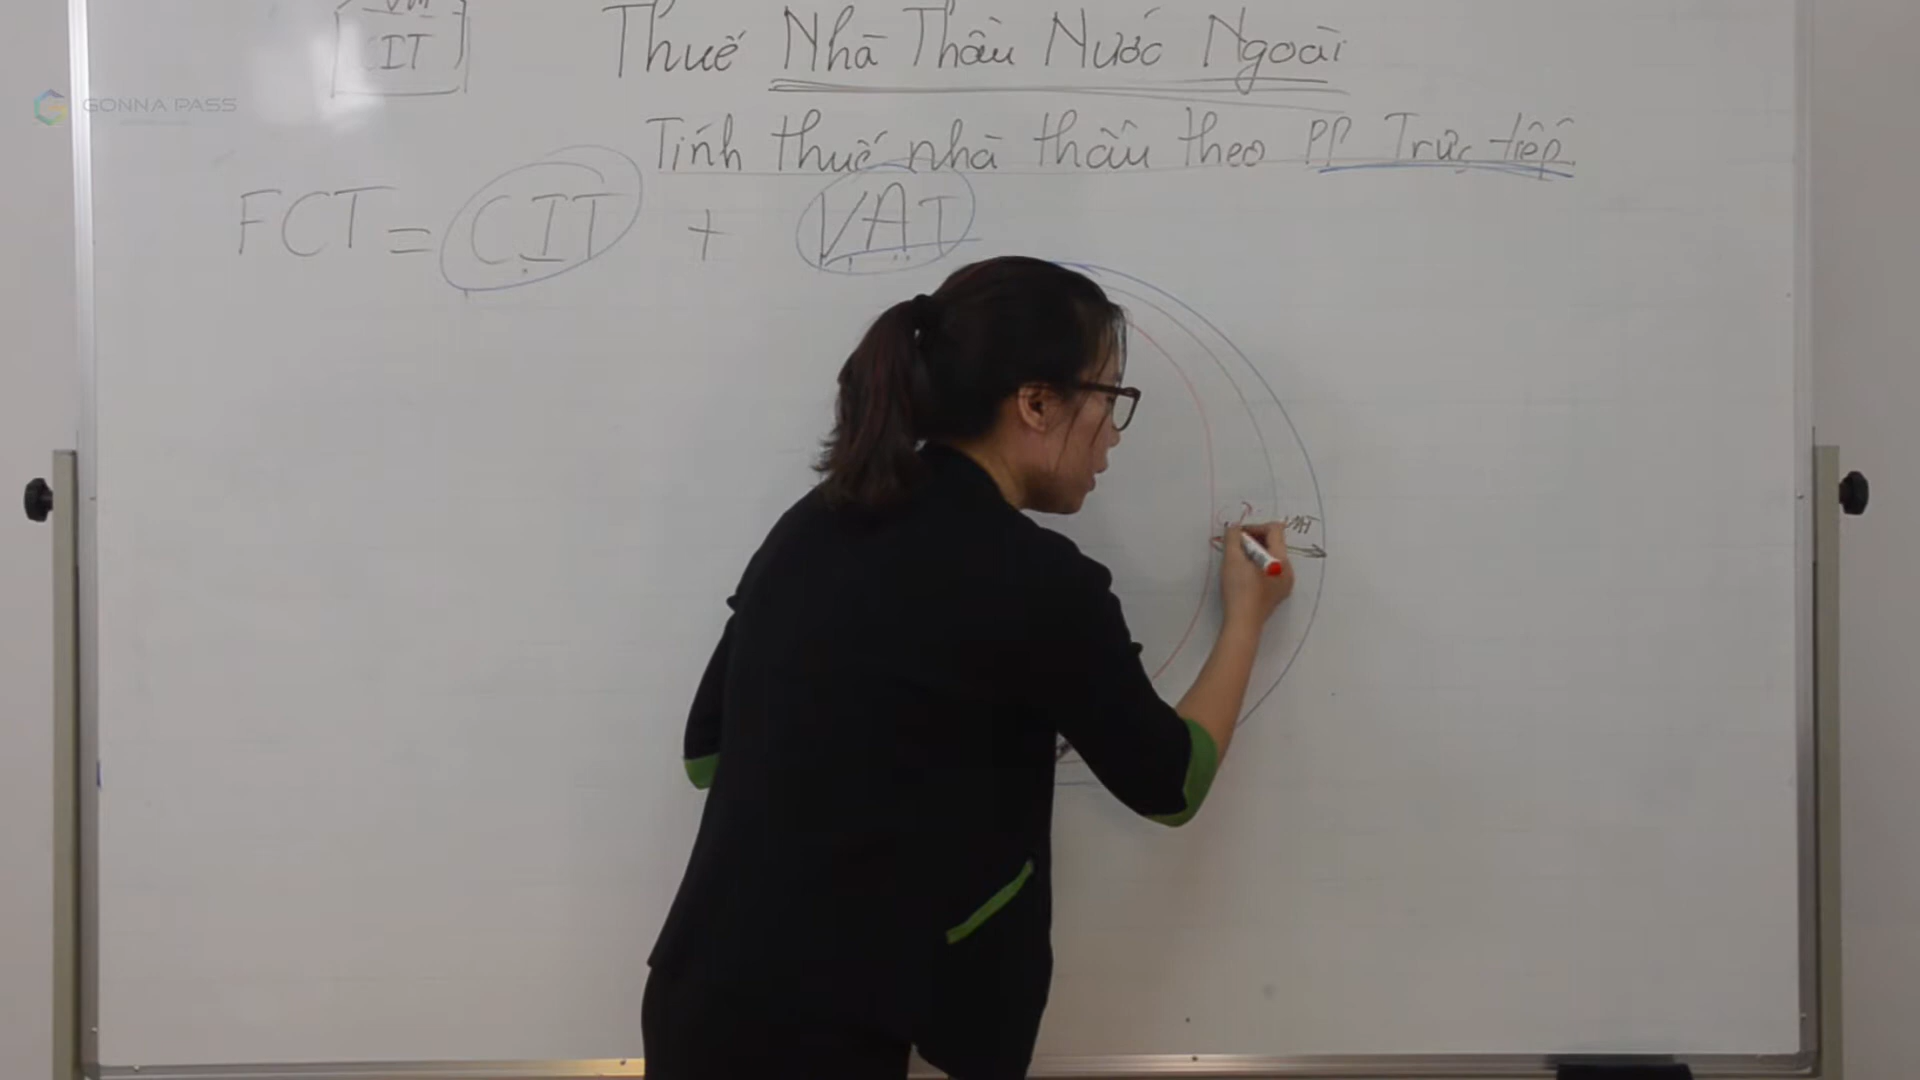 CIT
Thuế Nhà Thầu Nước Ngoài
GONNA PASS
Tính thuế nhà thầu theo PP Trực tiếp
FCT = CIT + VAT
VAT